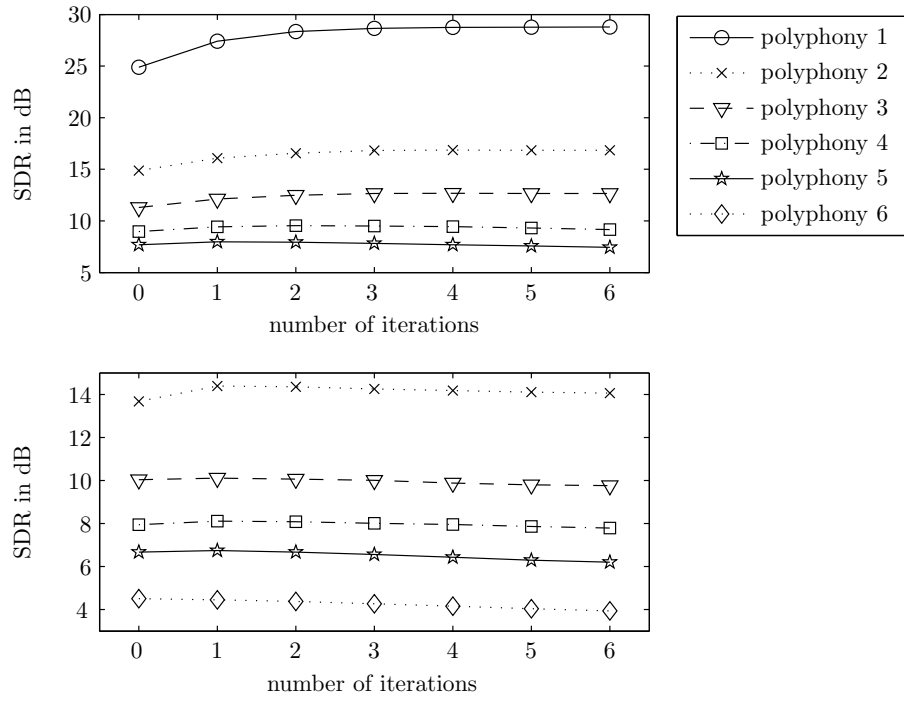 30
25
20
15
10
5
SDR in dB
0 1 2 3 4 5 6
number of iterations
polyphony 1
polyphony 2
polyphony 3
polyphony 4
polyphony 5
polyphony 6
14
12
10
8
6
4
SDR in dB
0 1 2 3 4 5 6
number of iterations